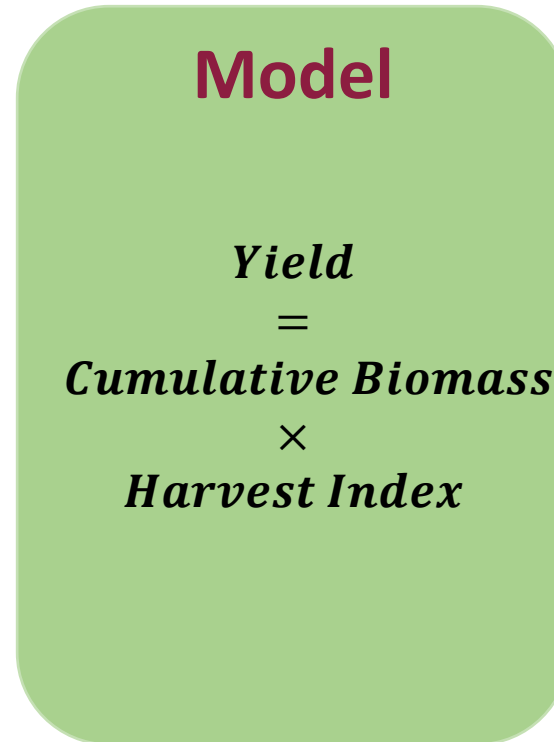 Model
Yield
=
Cumulative Biomass
×
Harvest Index